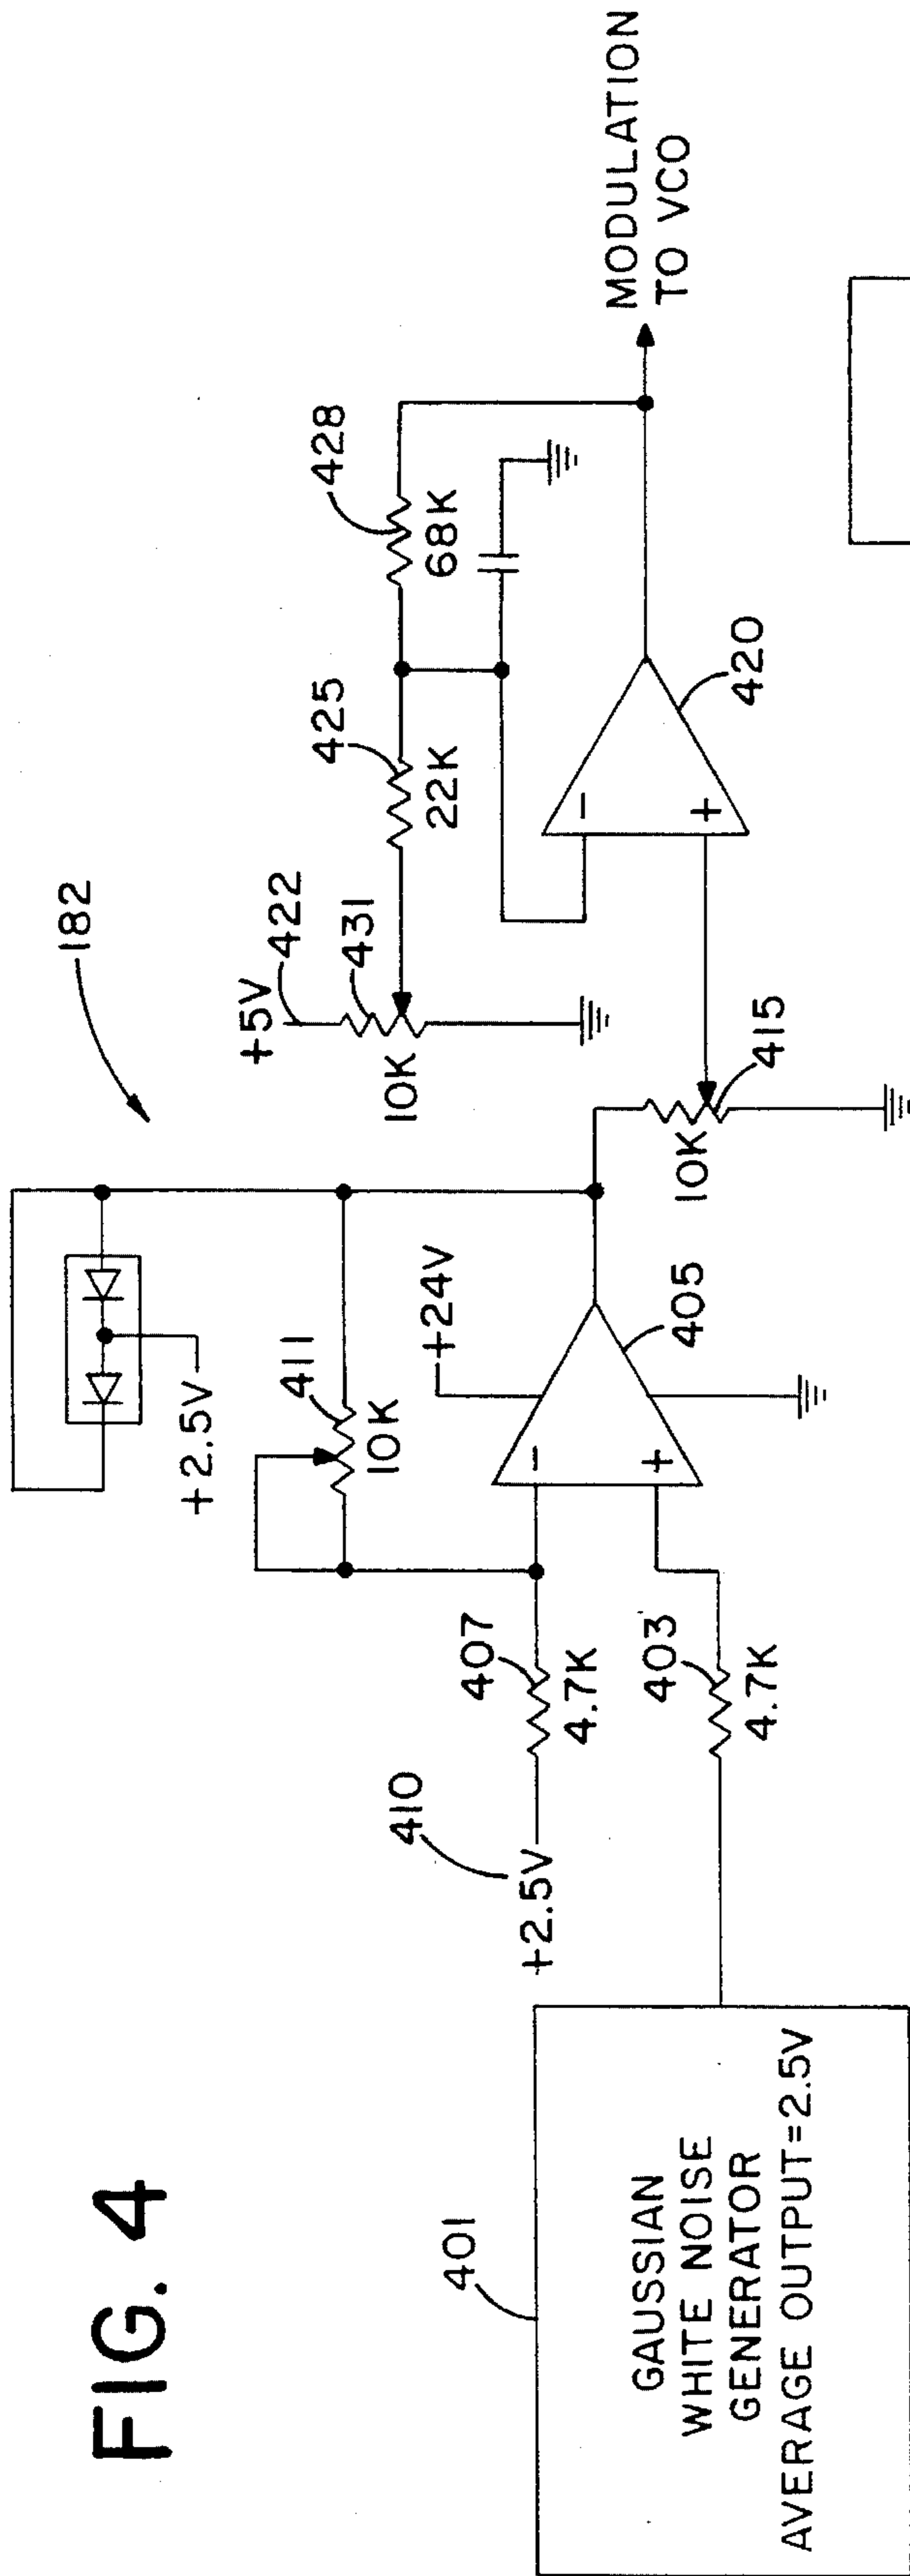 FIG. 4
182
401
GAUSSIAN
WHITE NOISE
GENERATOR
AVERAGE OUTPUT=2.5V
410
+2.5V
407
4.7K
403
4.7K
+2.5V
411
10K
+24V
405
-
+
+5V
422
431
10K
10K
415
425
22K
428
68K
-
+
420
MODULATION
TO VCO